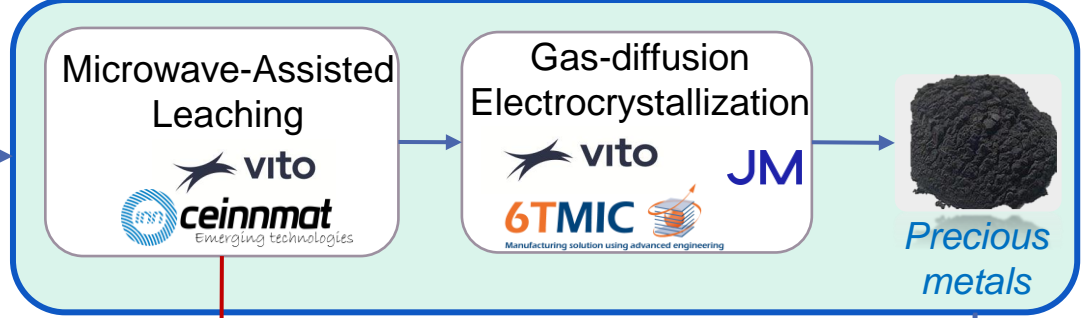 Microwave-Assisted
Leaching
vito
inn ceinnmat
Emerging technologies
Gas-diffusion
Electrocrystallization
vito
JM
6TMIC
Manufacturing solution using advanced engineering
Precious
metals